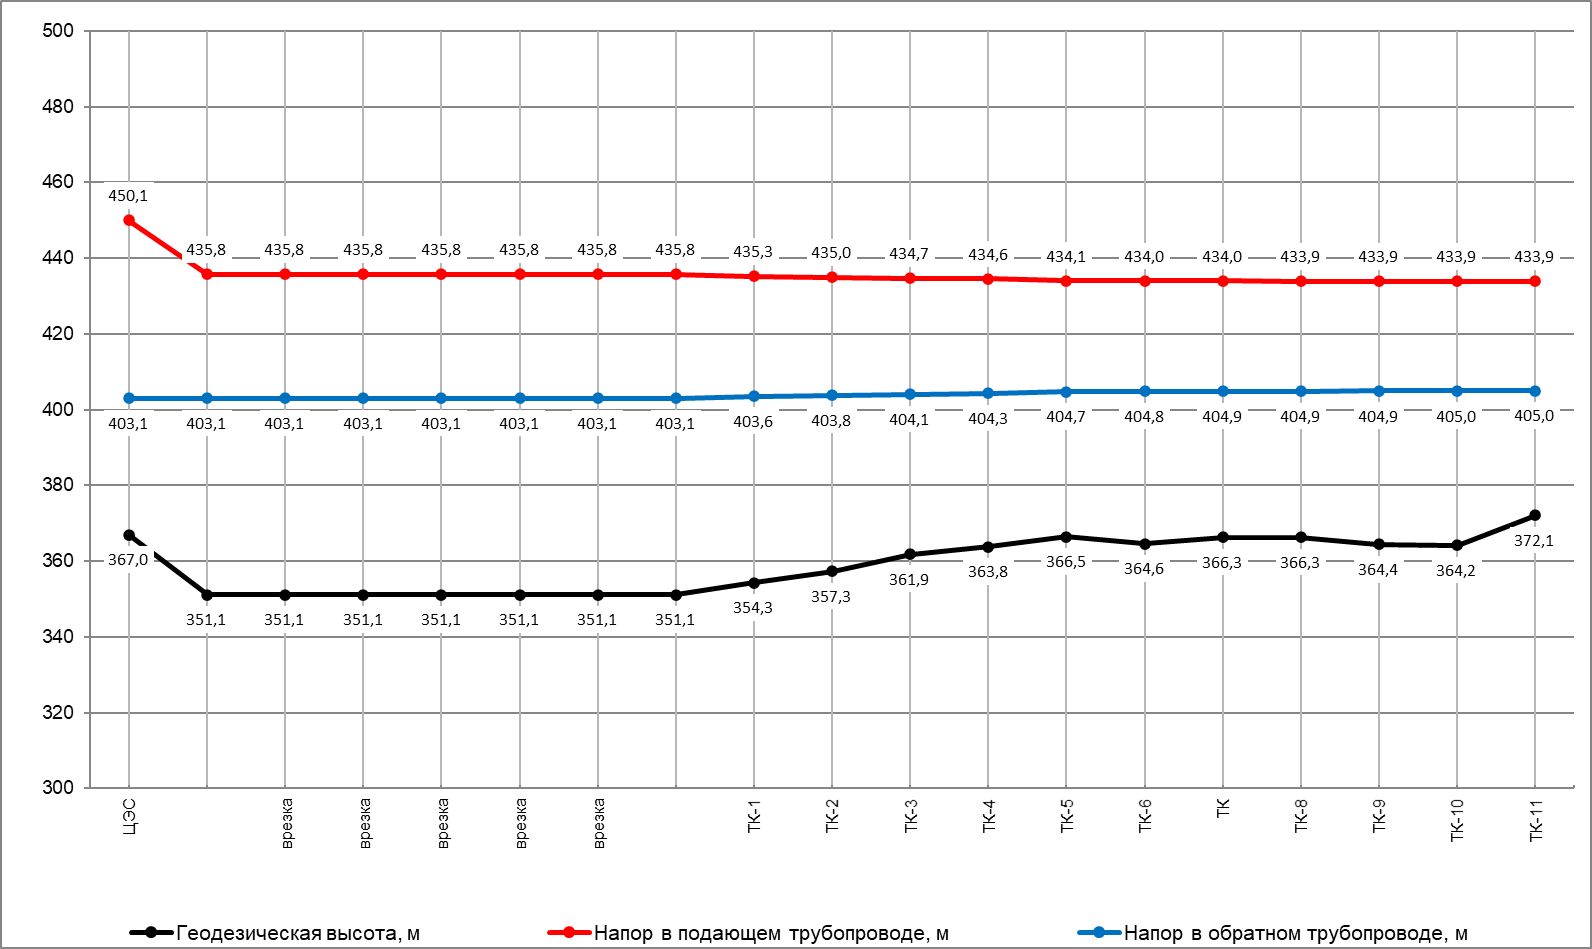 500
480
460
450,1
435,8 435,8 435,8 435,8 435,8 435,8 435,8 435,3 435,0 434,7 434,6 434,1 434,0 434,0 433,9 433,9 433,9 433,9
440
420
400
403,1 403,1 403,1 403,1 403,1 403,1 403,1 403,1 403,6 403,8 404,1 404,3 404,7 404,8 404,9 404,9 404,9 405,0 405,0
380
360
367,0 351,1 351,1 351,1 351,1 351,1 351,1 351,1 354,3 357,3 361,9 363,8 366,5 364,6 366,3 366,3 364,4 364,2 372,1
340
320
300
ЦЭС
врезка
врезка
врезка
врезка
врезка
ТК-1
ТК-2
ТК-3
ТК-4
ТК-5
ТК-6
ТК
ТК-8
ТК-9
ТК-10
ТК-11
Геодезическая высота, м
Напор в подающем трубопроводе, м
Напор в обратном трубопроводе, м